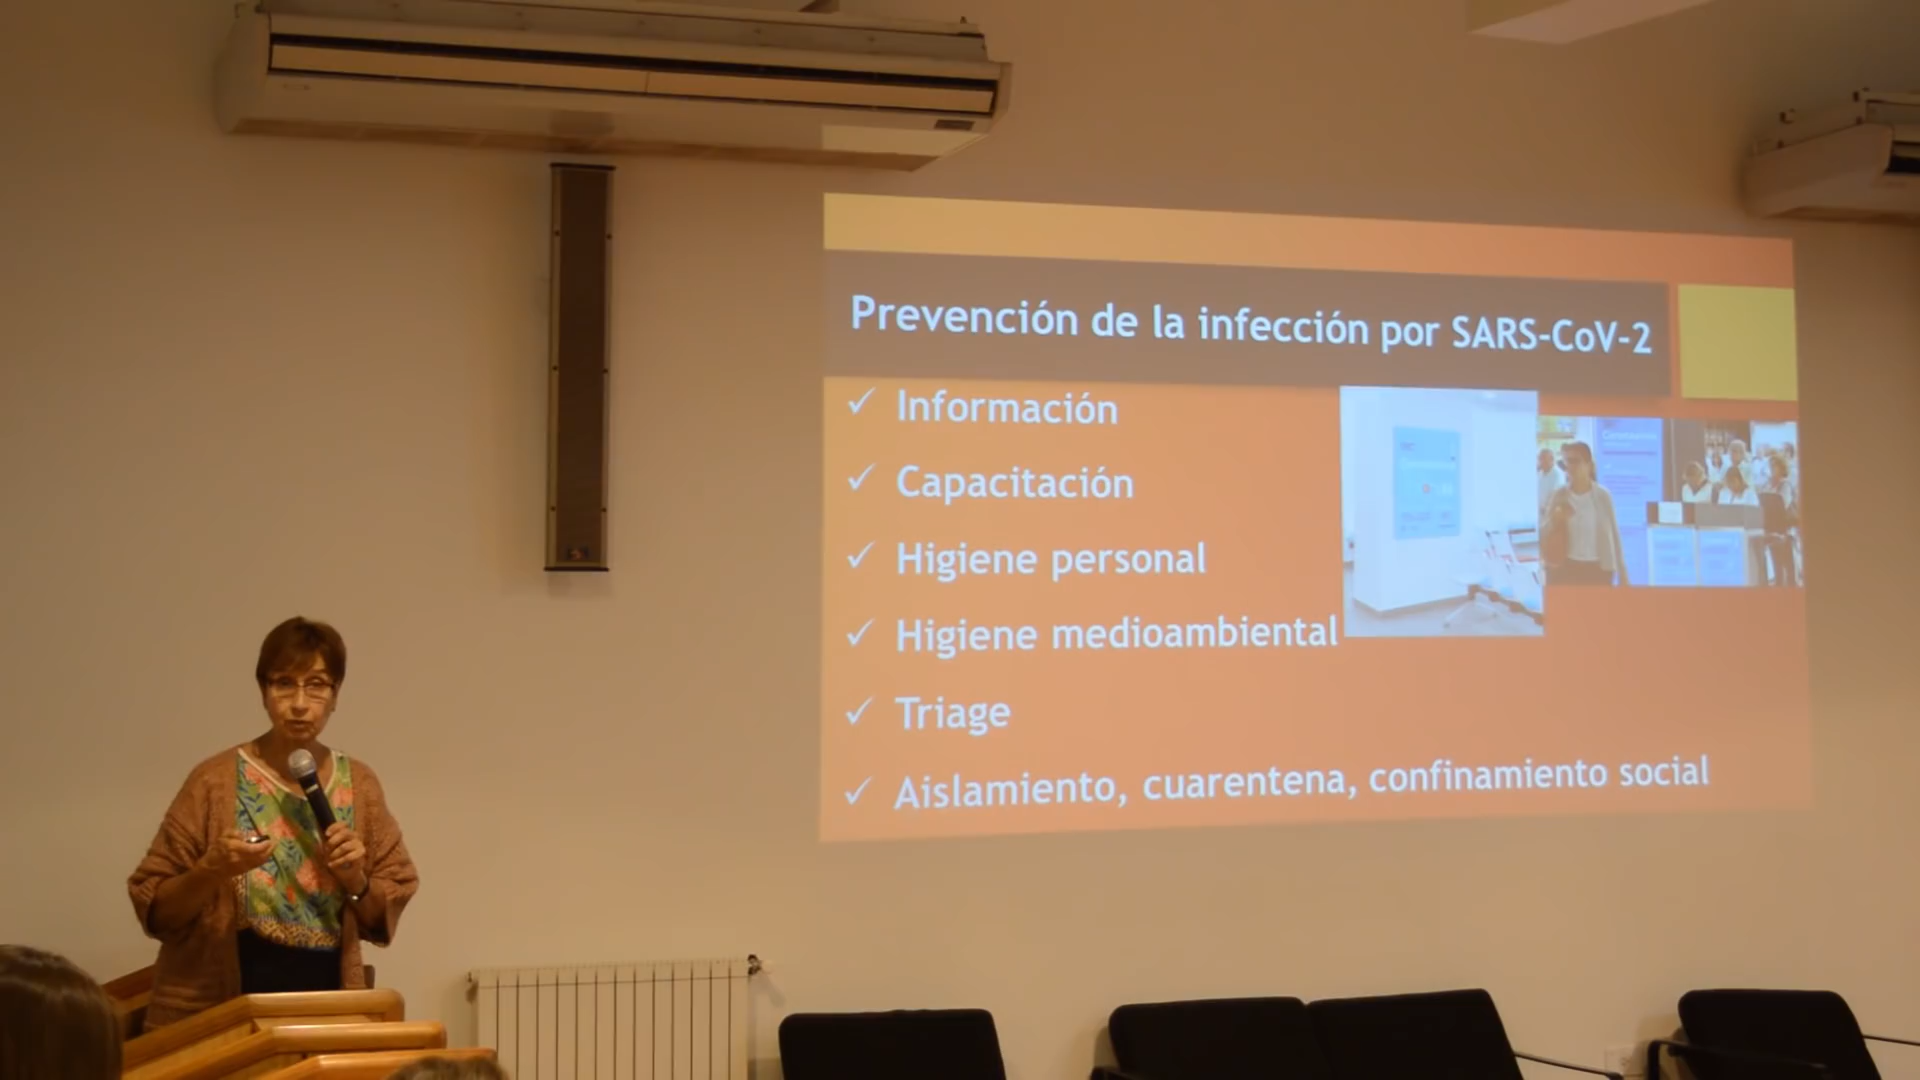 Prevención de la infección por SARS-CoV-2
✓ Información
✓ Capacitación
✓ Higiene personal
✓ Higiene medioambiental
✓ Triage
✓ Aislamiento, cuarentena, confinamiento social